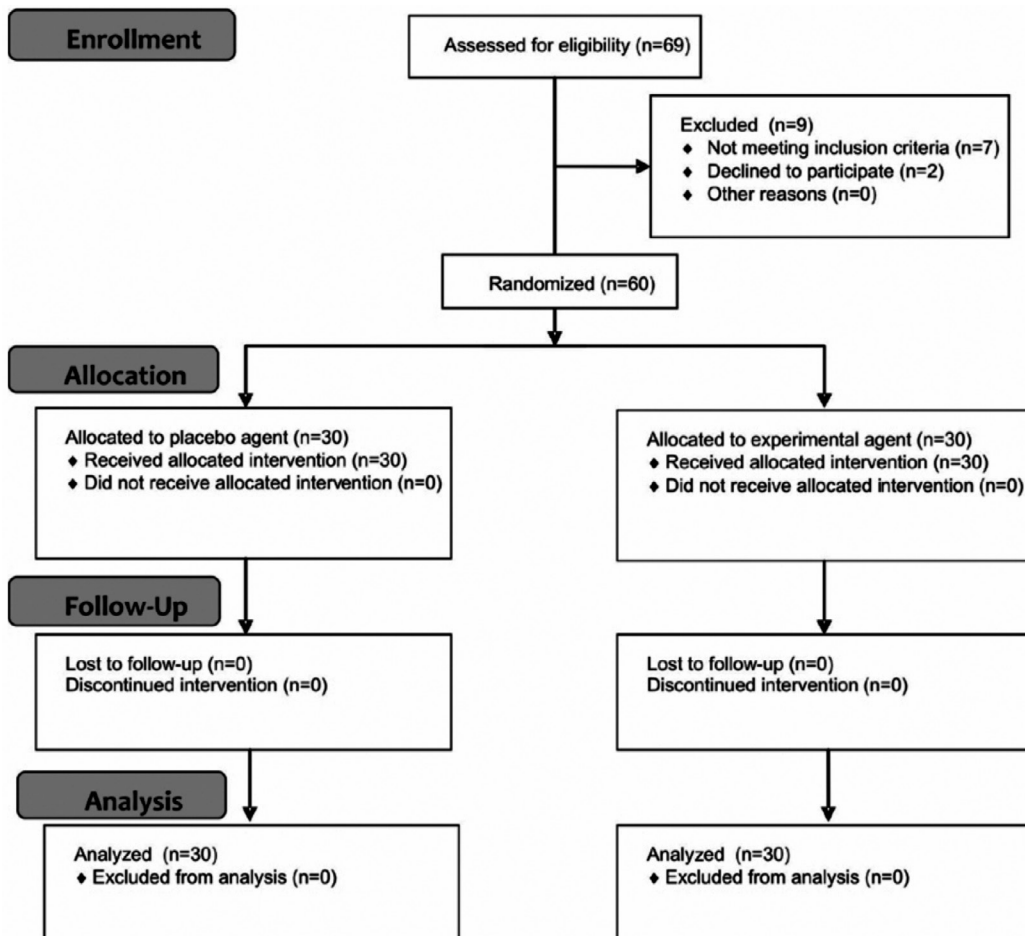 Enrollment
Assessed for eligibility (n=69)
Excluded (n=9)
♦ Not meeting inclusion criteria (n=7)
♦ Declined to participate (n=2)
♦ Other reasons (n=0)
Randomized (n=60)
Allocation
Allocated to placebo agent (n=30)
♦ Received allocated intervention (n=30)
♦ Did not receive allocated intervention (n=0)
Allocated to experimental agent (n=30)
♦ Received allocated intervention (n=30)
♦ Did not receive allocated intervention (n=0)
Follow-Up
Lost to follow-up (n=0)
Discontinued intervention (n=0)
Lost to follow-up (n=0)
Discontinued intervention (n=0)
Analysis
Analyzed (n=30)
♦ Excluded from analysis (n=0)
Analyzed (n=30)
♦ Excluded from analysis (n=0)